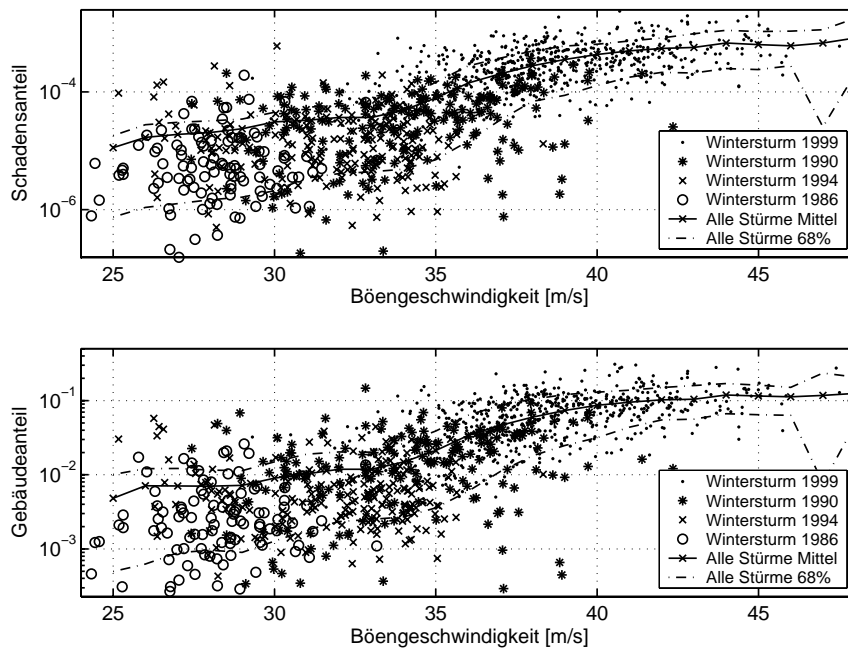 Schadensanteil
10⁻⁴
10⁻⁶
Wintersturm 1999
Wintersturm 1990
Wintersturm 1994
Wintersturm 1986
Alle Stürme Mittel
Alle Stürme 68%
25 30 35 40 45
Böengeschwindigkeit [m/s]
Gebäudeanteil
10⁻¹
10⁻²
10⁻³
Wintersturm 1999
Wintersturm 1990
Wintersturm 1994
Wintersturm 1986
Alle Stürme Mittel
Alle Stürme 68%
25 30 35 40 45
Böengeschwindigkeit [m/s]